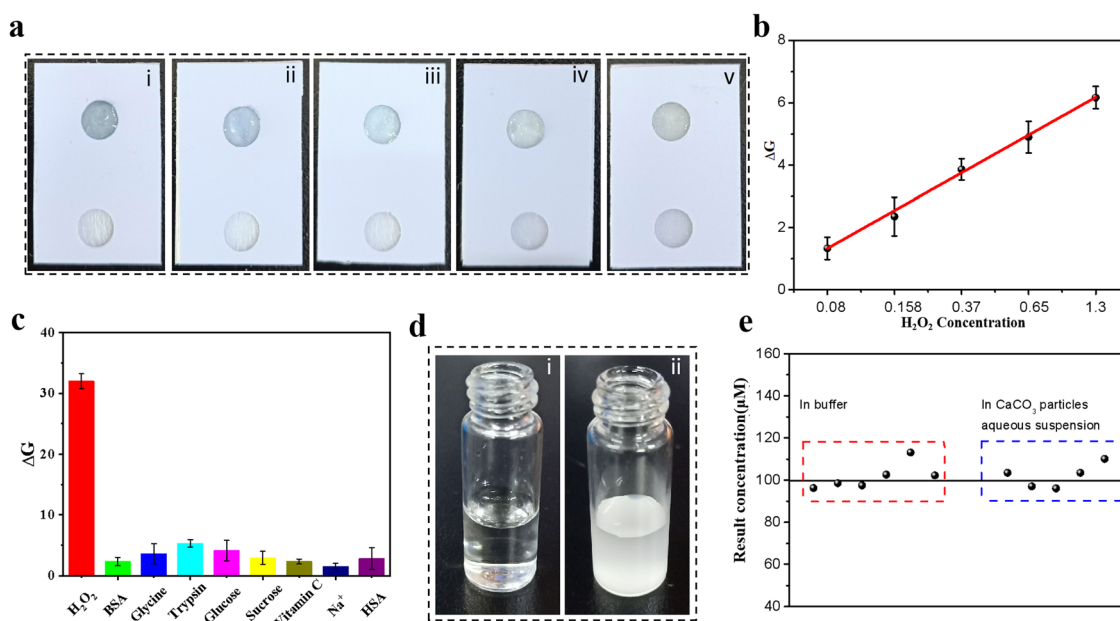 a
i
ii
iii
iv
v
b
8
6
4
2
0
ΔG
0.08
0.158
0.37
0.65
1.3
H₂O₂ Concentration
c
40
30
20
10
0
ΔG
H₂O₂
BSA
Glycine
Trypsin
Glucose
Sucrose
Vitamin C
Na⁺
HSA
d
i
ii
e
160
140
120
100
80
60
40
Result concentration(μM)
In buffer
In CaCO₃ particles
aqueous suspension